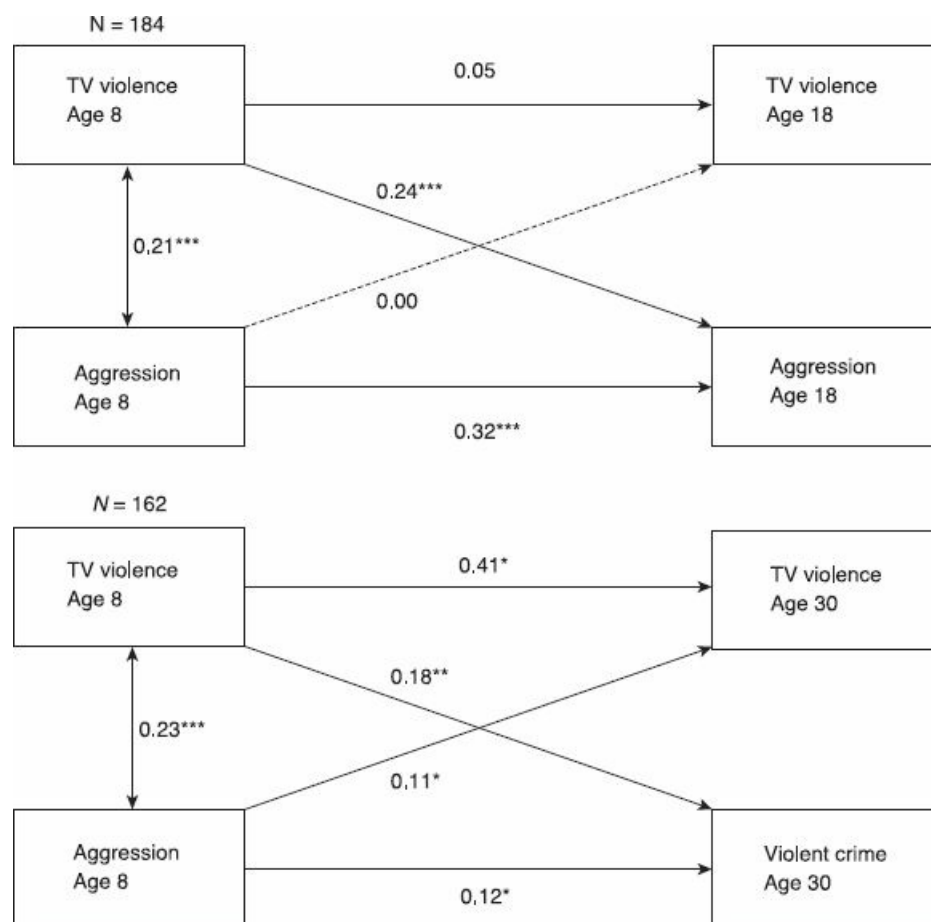 N = 184
TV violence
Age 8
0.05
TV violence
Age 18
0.24***
0,21***
0.00
Aggression
Age 8
Aggression
Age 18
0.32***
N = 162
TV violence
Age 8
0.41*
TV violence
Age 30
0.18**
0.23***
0,11*
Aggression
Age 8
Violent crime
Age 30
0,12*